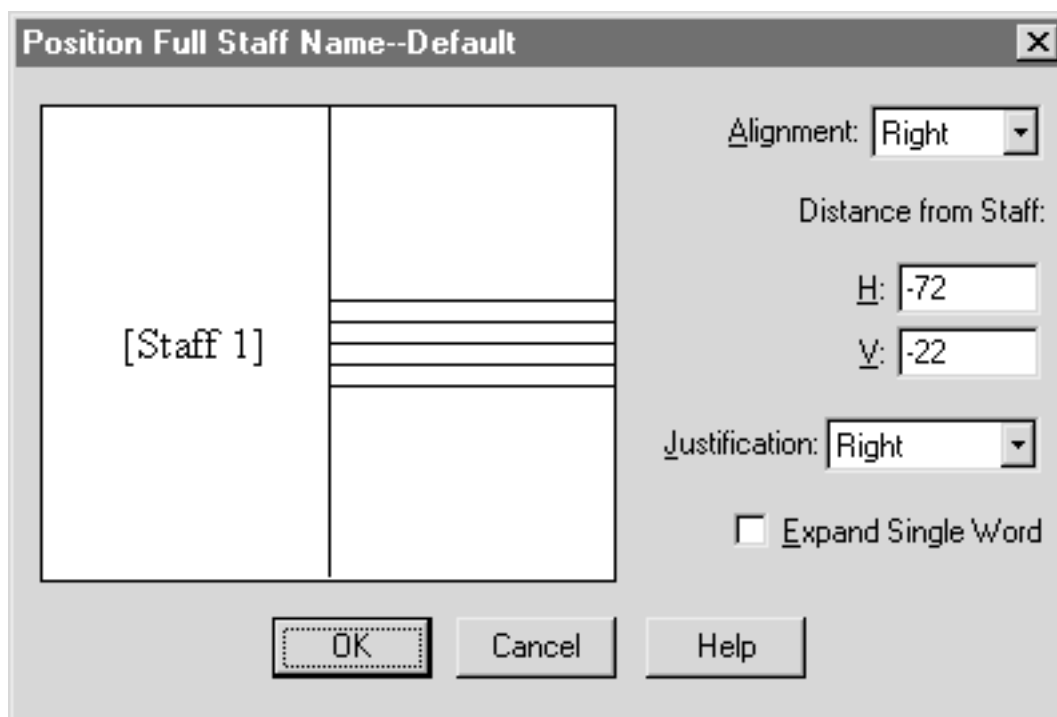 Position Full Staff Name--Default
[Staff 1]
Alignment: Right
Distance from Staff:
H: -72
V: -22
Justification: Right
Expand Single Word
OK Cancel Help